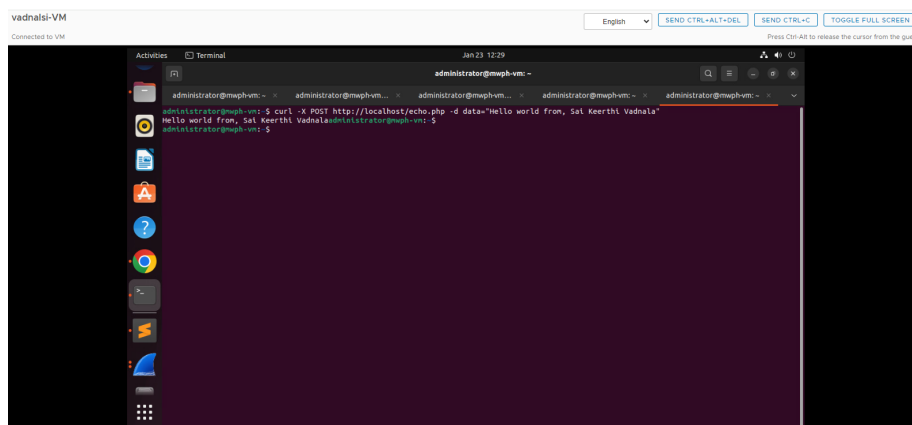 vadnalsi-VM
English
SEND CTRL+ALT+DEL
SEND CTRL+C
TOGGLE FULL SCREEN
Connected to VM
Press Ctrl-Alt to release the cursor from the gue
Activities
Terminal
Jan 23 12:29
administrator@mwph-vm: ~
administrator@mwph-vm: ~
administrator@mwph-vm...
administrator@mwph-vm...
administrator@mwph-vm: ~
administrator@mwph-vm: ~
administrator@mwph-vm:~$ curl -X POST http://localhost/echo.php -d data="Hello world from, Sai Keerthi Vadnala"
Hello world from, Sai Keerthi Vadnalaadministrator@mwph-vm:~$
administrator@mwph-vm:~$